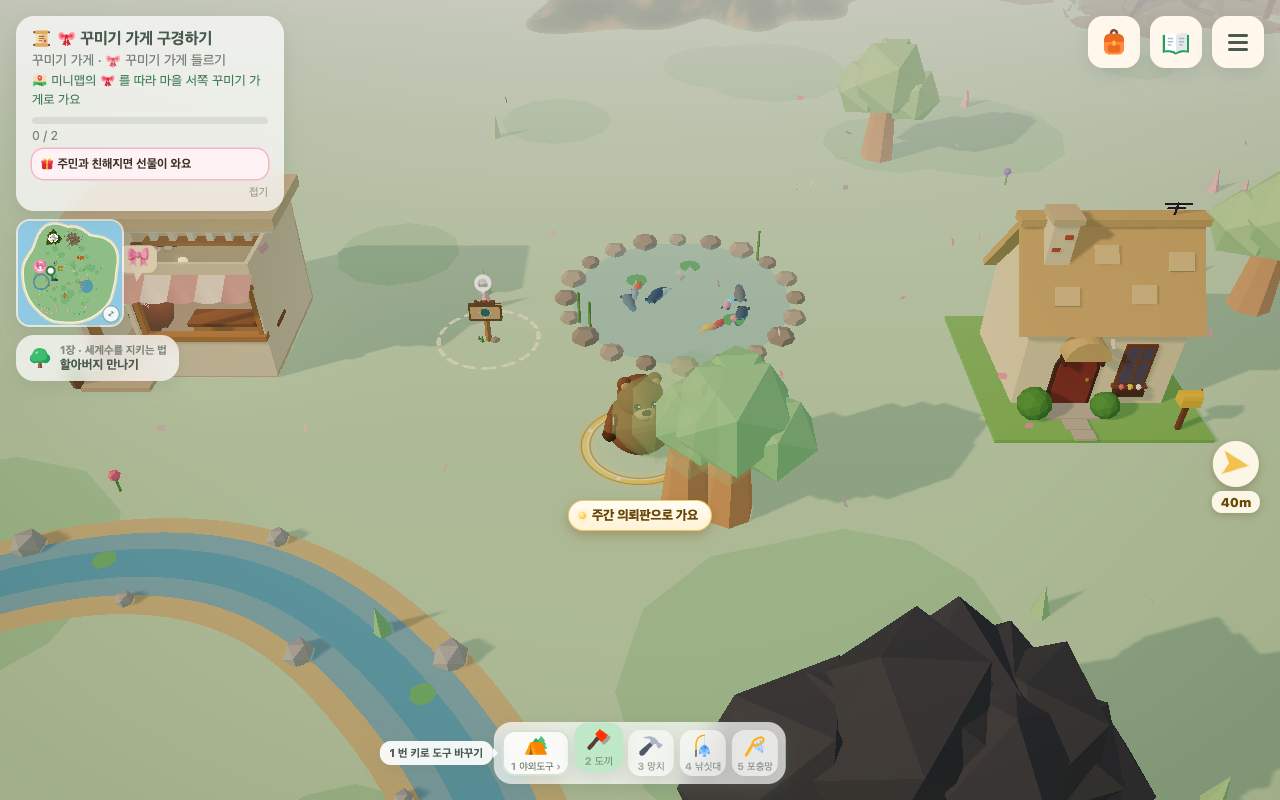 꾸미기 가게 구경하기
꾸미기 가게 · 꾸미기 가게 들르기
미니맵의 를 따라 마을 서쪽 꾸미기 가
게로 가요
0 / 2
주민과 친해지면 선물이 와요
접기
1장 · 세계수를 지키는 법
할아버지 만나기
40m
주간 의뢰판으로 가요
1 번 키로 도구 바꾸기
1 야외도구 ›
2 도끼
3 망치
4 낚싯대
5 포충망